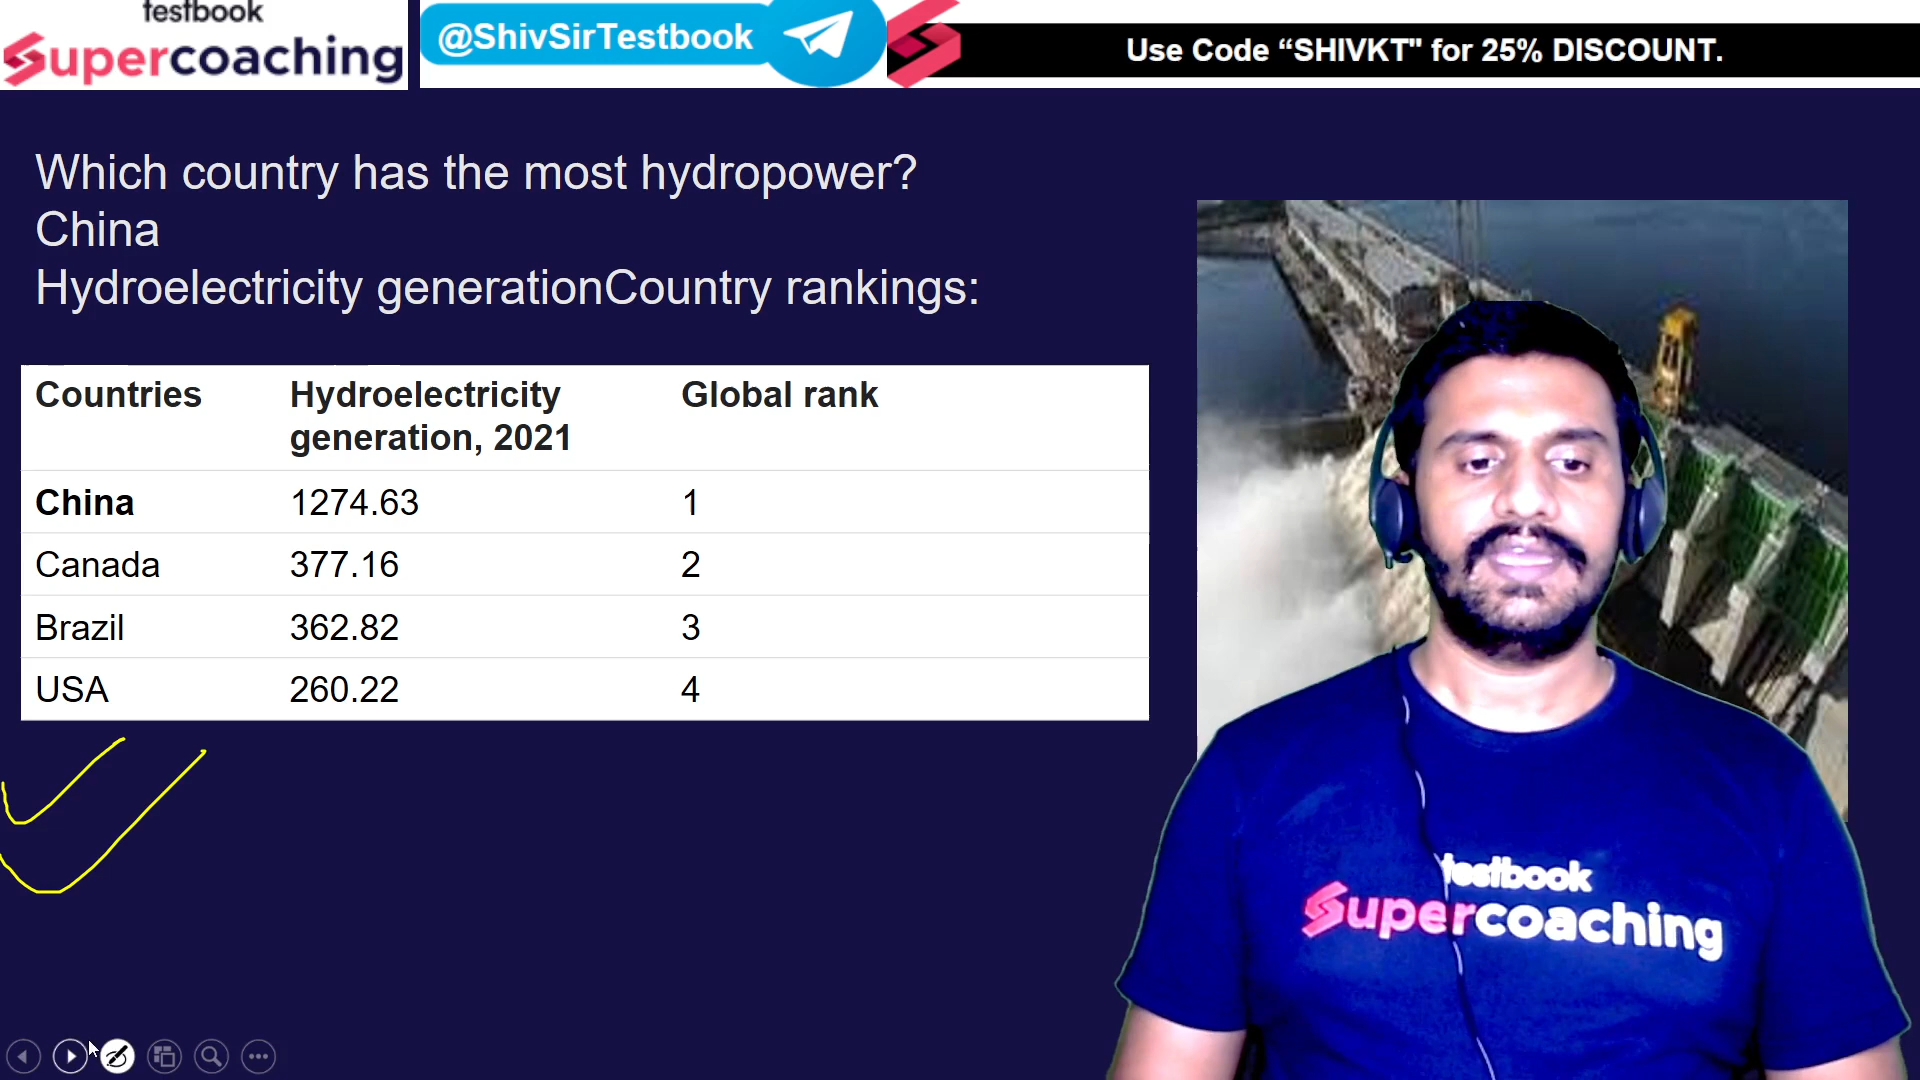 testbook
Supercoaching
@ShivSirTestbook
Use Code “SHIVKT" for 25% DISCOUNT.
Which country has the most hydropower?
China
Hydroelectricity generationCountry rankings:
Countries Hydroelectricity generation, 2021 Global rank
China 1274.63 1
Canada 377.16 2
Brazil 362.82 3
USA 260.22 4
testbook
Supercoaching